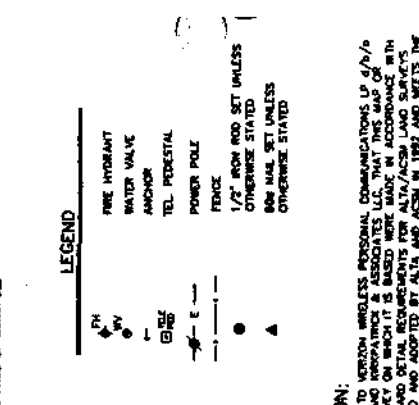 LEGEND
FH FIRE HYDRANT
WV WATER VALVE
ANCHOR
TELE PED TEL. PEDESTAL
E POWER POLE
FENCE
1/2" IRON ROD SET UNLESS
OTHERWISE STATED
60d NAIL SET UNLESS
OTHERWISE STATED
TO VERIZON WIRELESS PERSONAL COMMUNICATIONS LP d/b/a
AND KIRKPATRICK & ASSOCIATES LLC, THAT THIS MAP OR
ON WHICH IT IS BASED WERE MADE IN ACCORDANCE WITH
DETAIL REQUIREMENTS FOR ALTA/ACSM LAND SURVEYS
AND ADOPTED BY ALTA AND ACSM IN 1992 AND MEETS THE